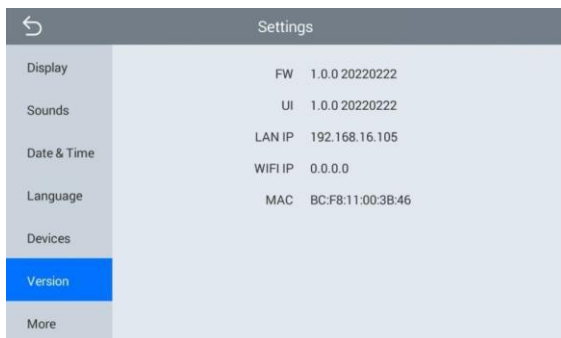 Settings
Display
Sounds
Date & Time
Language
Devices
Version
More
FW 1.0.0 20220222
UI 1.0.0 20220222
LAN IP 192.168.16.105
WIFI IP 0.0.0.0
MAC BC:F8:11:00:3B:46